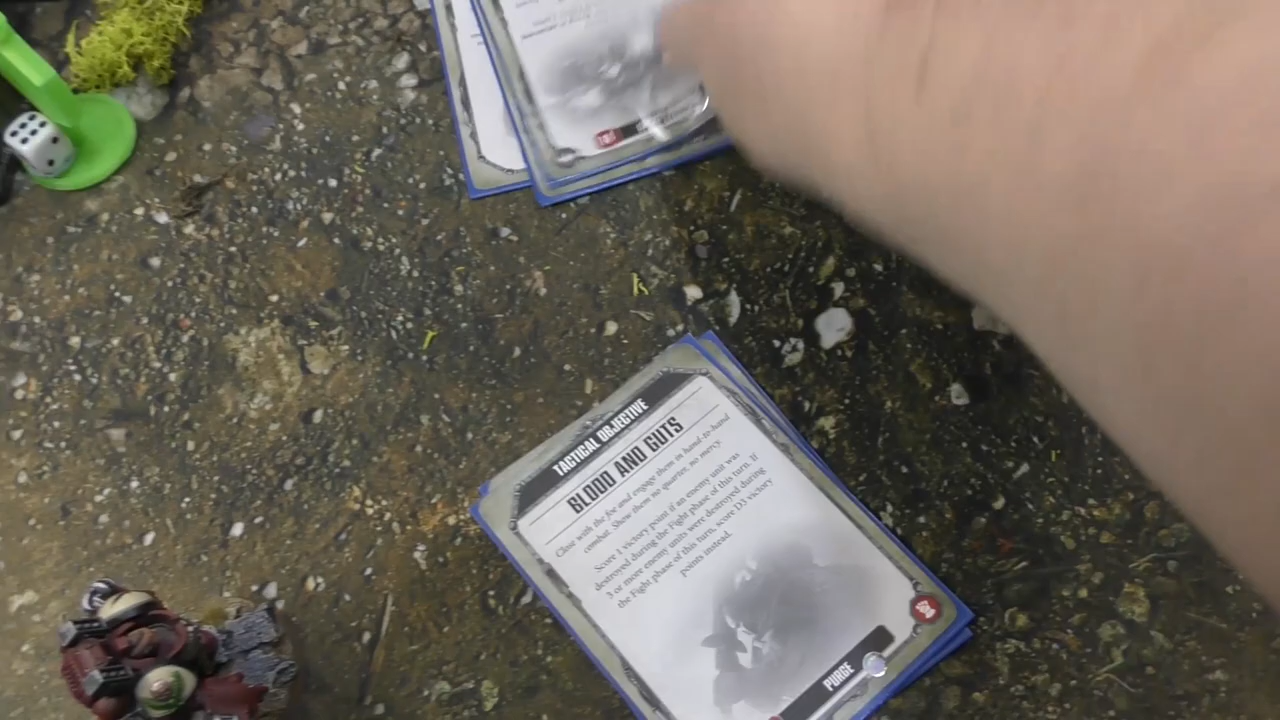 TACTICAL OBJECTIVE
BLOOD AND GUTS
Close with the foe and engage them in hand-to-hand
combat. Show them no quarter, no mercy.
Score 1 victory point if an enemy unit was
destroyed during the Fight phase of this turn. If
3 or more enemy units were destroyed during
the Fight phase of this turn, score D3 victory
points instead.
PURGE